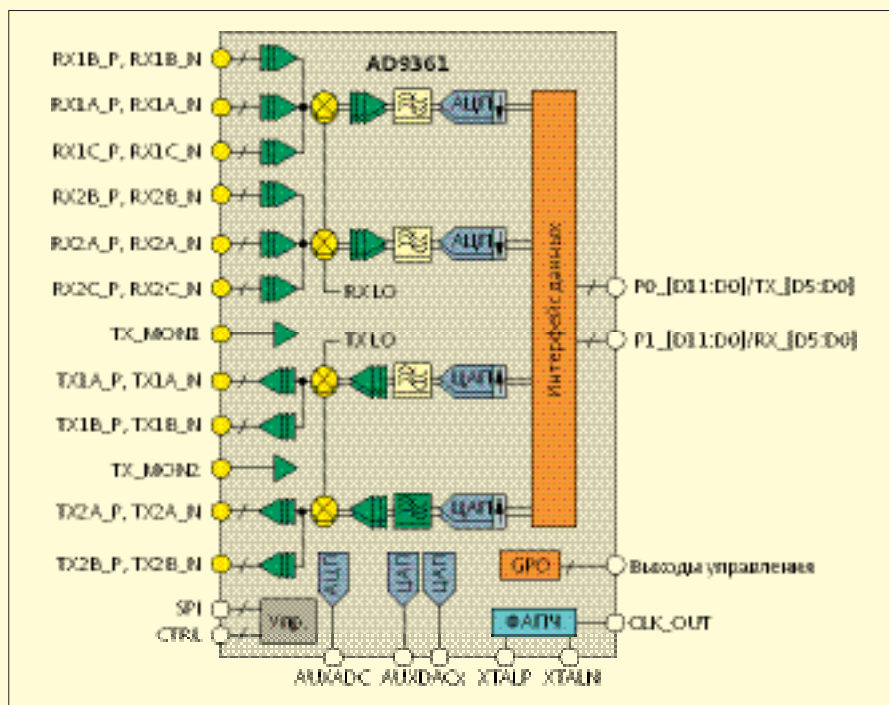 AD9361
RX1B_P, RX1B_N
RX1A_P, RX1A_N
АЦП
RX1C_P, RX1C_N
RX2B_P, RX2B_N
RX2A_P, RX2A_N
АЦП
RX2C_P, RX2C_N
RX LO
P0_[D11:D0]/TX_[D5:D0]
TX_MON1
TX LO
P1_[D11:D0]/RX_[D5:D0]
Интерфейс данных
TX1A_P, TX1A_N
ЦАП
TX1B_P, TX1B_N
TX_MON2
TX2A_P, TX2A_N
ЦАП
TX2B_P, TX2B_N
АЦП
ЦАП
ЦАП
GPO
Выходы управления
SPI
CTRL
Упр.
ФАПЧ
CLK_OUT
AUXADC
AUXDACx
XTALP
XTALN